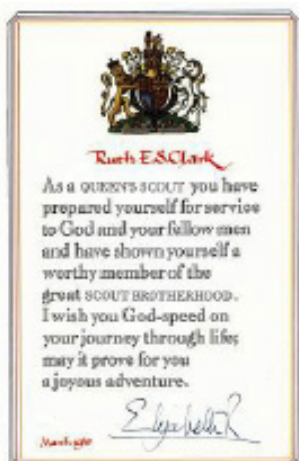 Ruth E.S. Clark
As a QUEEN'S SCOUT you have
prepared yourself for service
to God and your fellow men
and have shown yourself a
worthy member of the
great SCOUT BROTHERHOOD.
I wish you God-speed on
your journey through life;
may it prove for you
a joyous adventure.
Elizabeth R